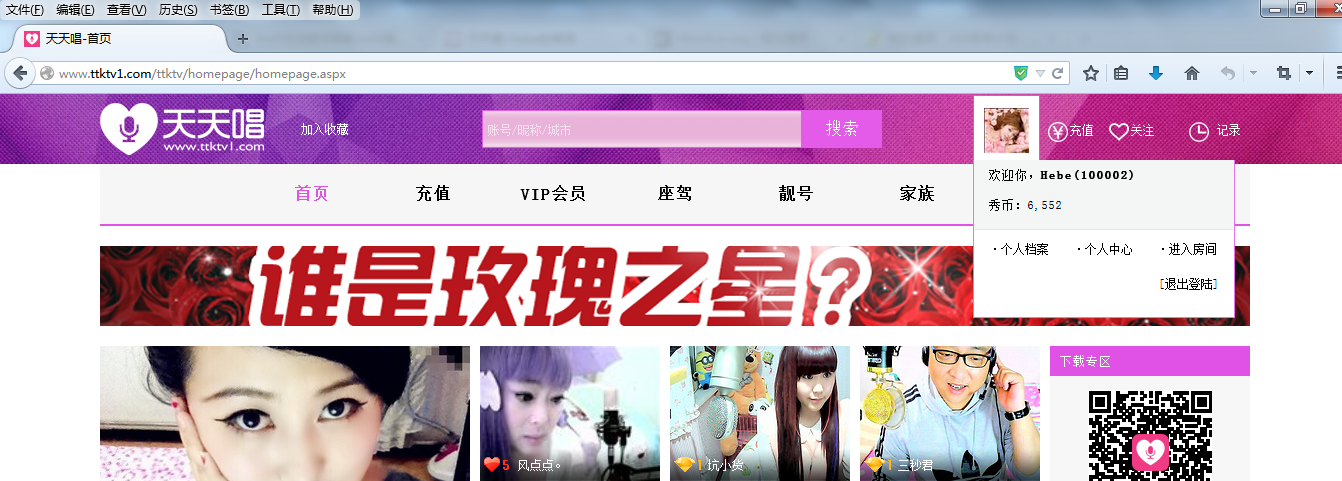 文件(F) 编辑(E) 查看(V) 历史(S) 书签(B) 工具(T) 帮助(H)
天天唱-首页
www.ttktv1.com/ttktv/homepage/homepage.aspx
天天唱
www.ttktv1.com
加入收藏
账号/昵称/城市
搜索
充值 关注 记录
首页 充值 VIP会员 座驾 靓号 家族
欢迎你，Hebe(100002)
秀币：6,552
·个人档案 ·个人中心 ·进入房间
[退出登陆]
谁是玫瑰之星?
下载专区
5 风点点。
1 坑小货
1 三秒君